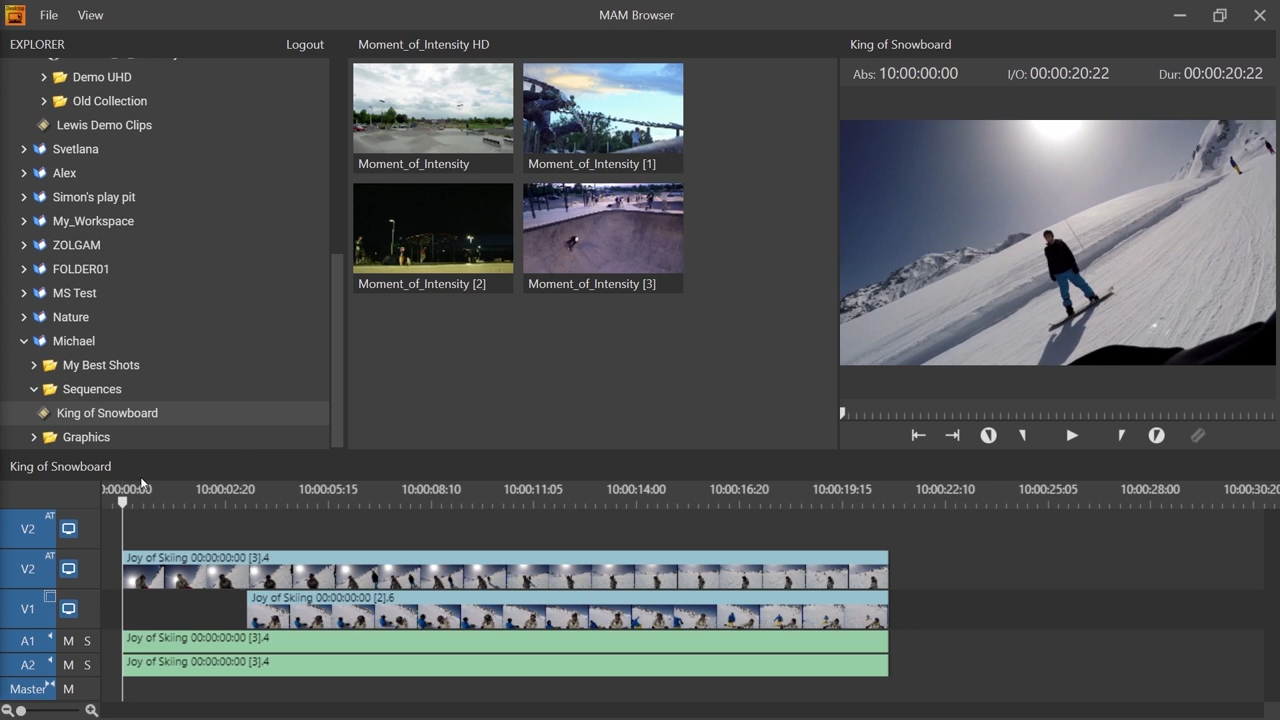 File View MAM Browser
EXPLORER Logout Moment_of_Intensity HD King of Snowboard
Abs: 10:00:00:00 I/O: 00:00:20:22 Dur: 00:00:20:22
Demo UHD
Old Collection
Lewis Demo Clips
Svetlana
Alex
Simon's play pit
My_Workspace
ZOLGAM
FOLDER01
MS Test
Nature
Michael
My Best Shots
Sequences
King of Snowboard
Graphics
Moment_of_Intensity Moment_of_Intensity [1]
Moment_of_Intensity [2] Moment_of_Intensity [3]
King of Snowboard
10:00:02:20 10:00:05:15 10:00:08:10 10:00:11:05 10:00:14:00 10:00:16:20 10:00:19:15 10:00:22:10 10:00:25:05 10:00:28:00 10:00:30:20
V2 AT
V2 AT Joy of Skiing 00:00:00:00 [3].4
V1 Joy of Skiing 00:00:00:00 [2].6
A1 M S Joy of Skiing 00:00:00:00 [3].4
A2 M S Joy of Skiing 00:00:00:00 [3].4
Master M